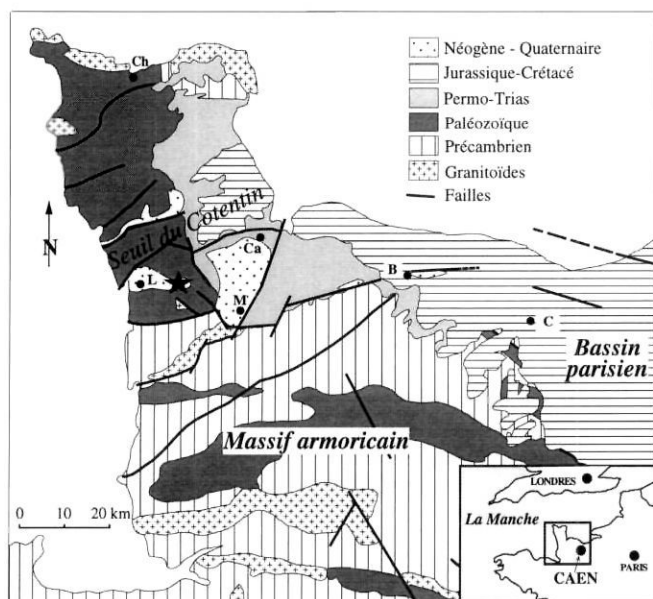 Ch
Néogène - Quaternaire
Jurassique-Crétacé
Permo-Trias
Paléozoïque
Précambrien
Granitoïdes
Failles
N
Seuil du Cotentin
Ca
L
M
B
C
Bassin
parisien
Massif armoricain
0 10 20 km
LONDRES
La Manche
CAEN
PARIS